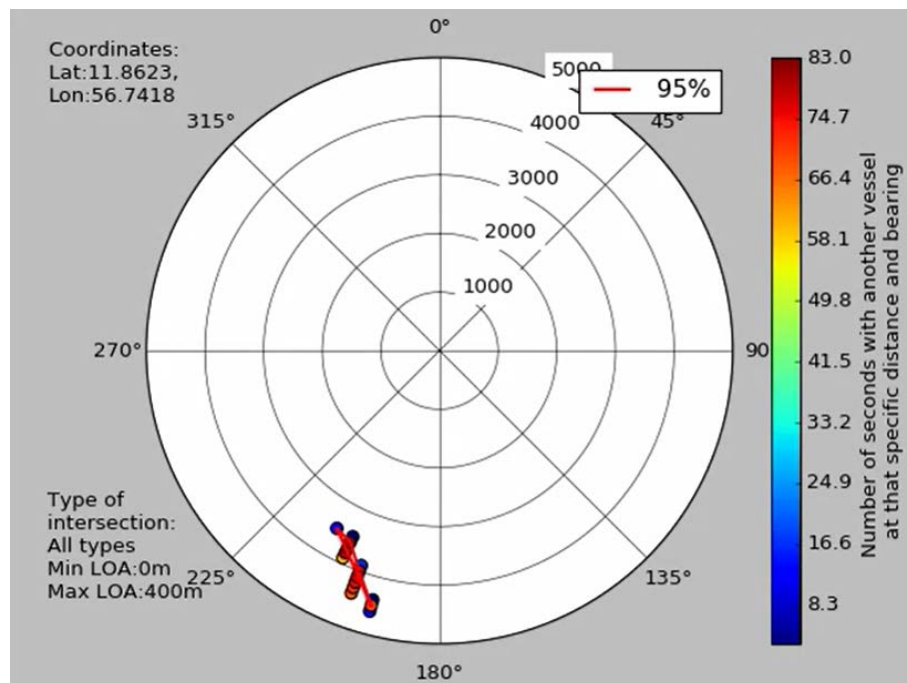 0°
Coordinates:
Lat:11.8623,
Lon:56.7418
5000
95%
83.0
315°
4000
45°
74.7
3000
66.4
2000
58.1
1000
49.8
270°
90
41.5
33.2
24.9
16.6
8.3
Number of seconds with another vessel
at that specific distance and bearing
Type of
intersection:
All types
Min LOA:0m
Max LOA:400m
225°
135°
180°